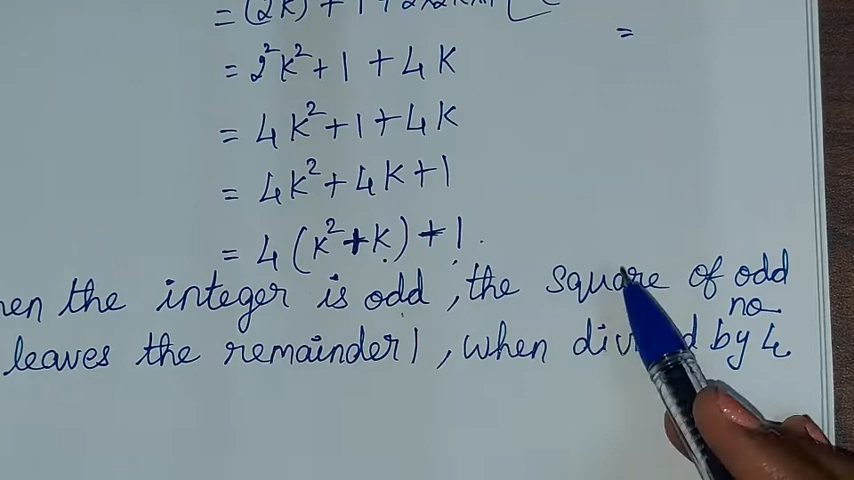 = (2k)
=
= 2²k² + 1 + 4k
= 4k² + 1 + 4k
= 4k² + 4k + 1
= 4(k² + k) + 1.
the integer is odd, the square of odd no
leaves the remainder 1, when by 4